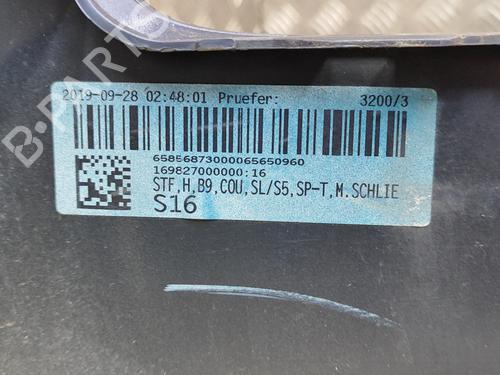 2019-09-28 02:48:01 Pruefer: 3200/3
65856873000065650960
169827000000:16
STF,H,B9,COU,SL/S5,SP-T,M.SCHLIE
S16
B-PARTS